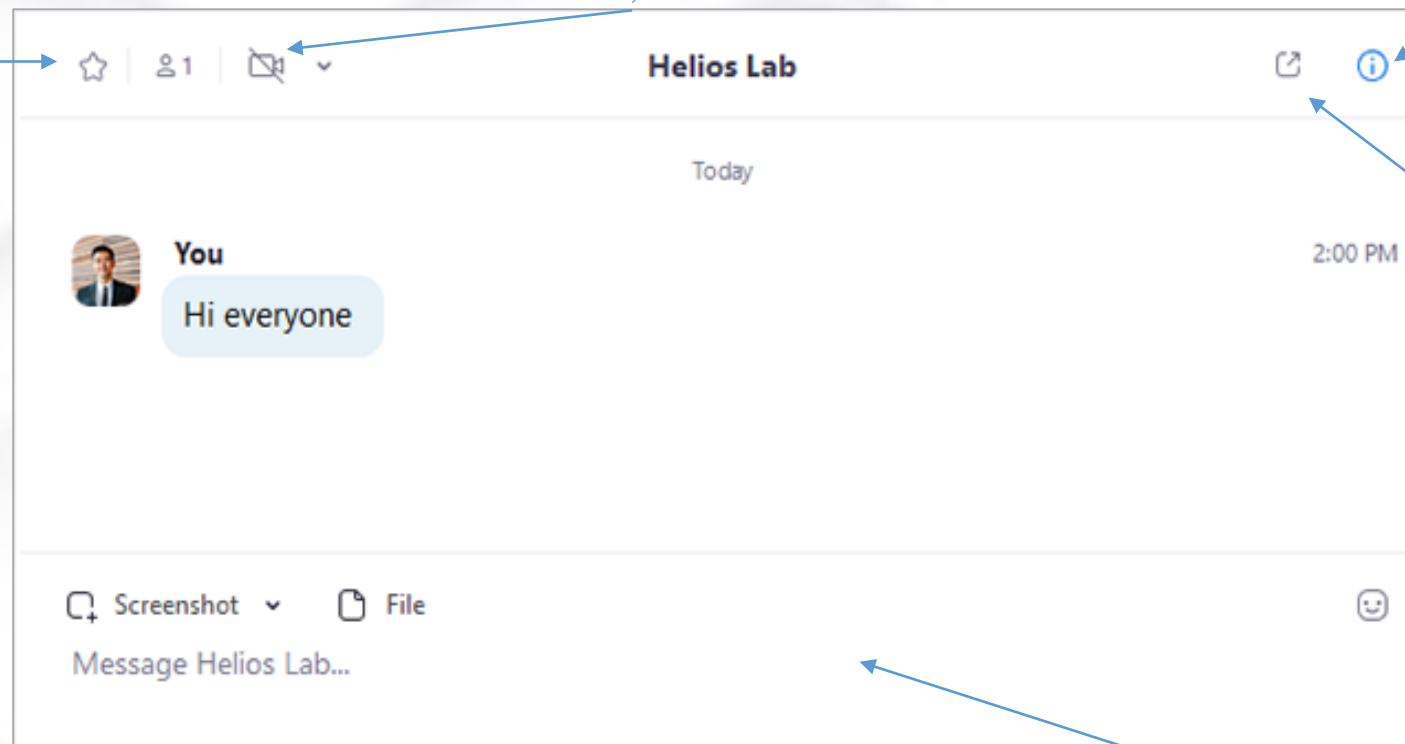 1
Helios Lab
Today
You
2:00 PM
Hi everyone
Screenshot
File
Message Helios Lab...